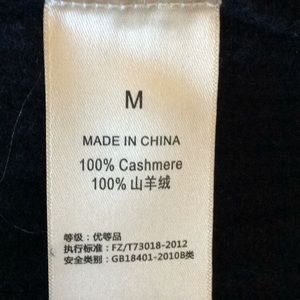 M
MADE IN CHINA
100% Cashmere
100% 山羊绒
等级：优等品
执行标准：FZ/T73018-2012
安全类别：GB18401-2010B类